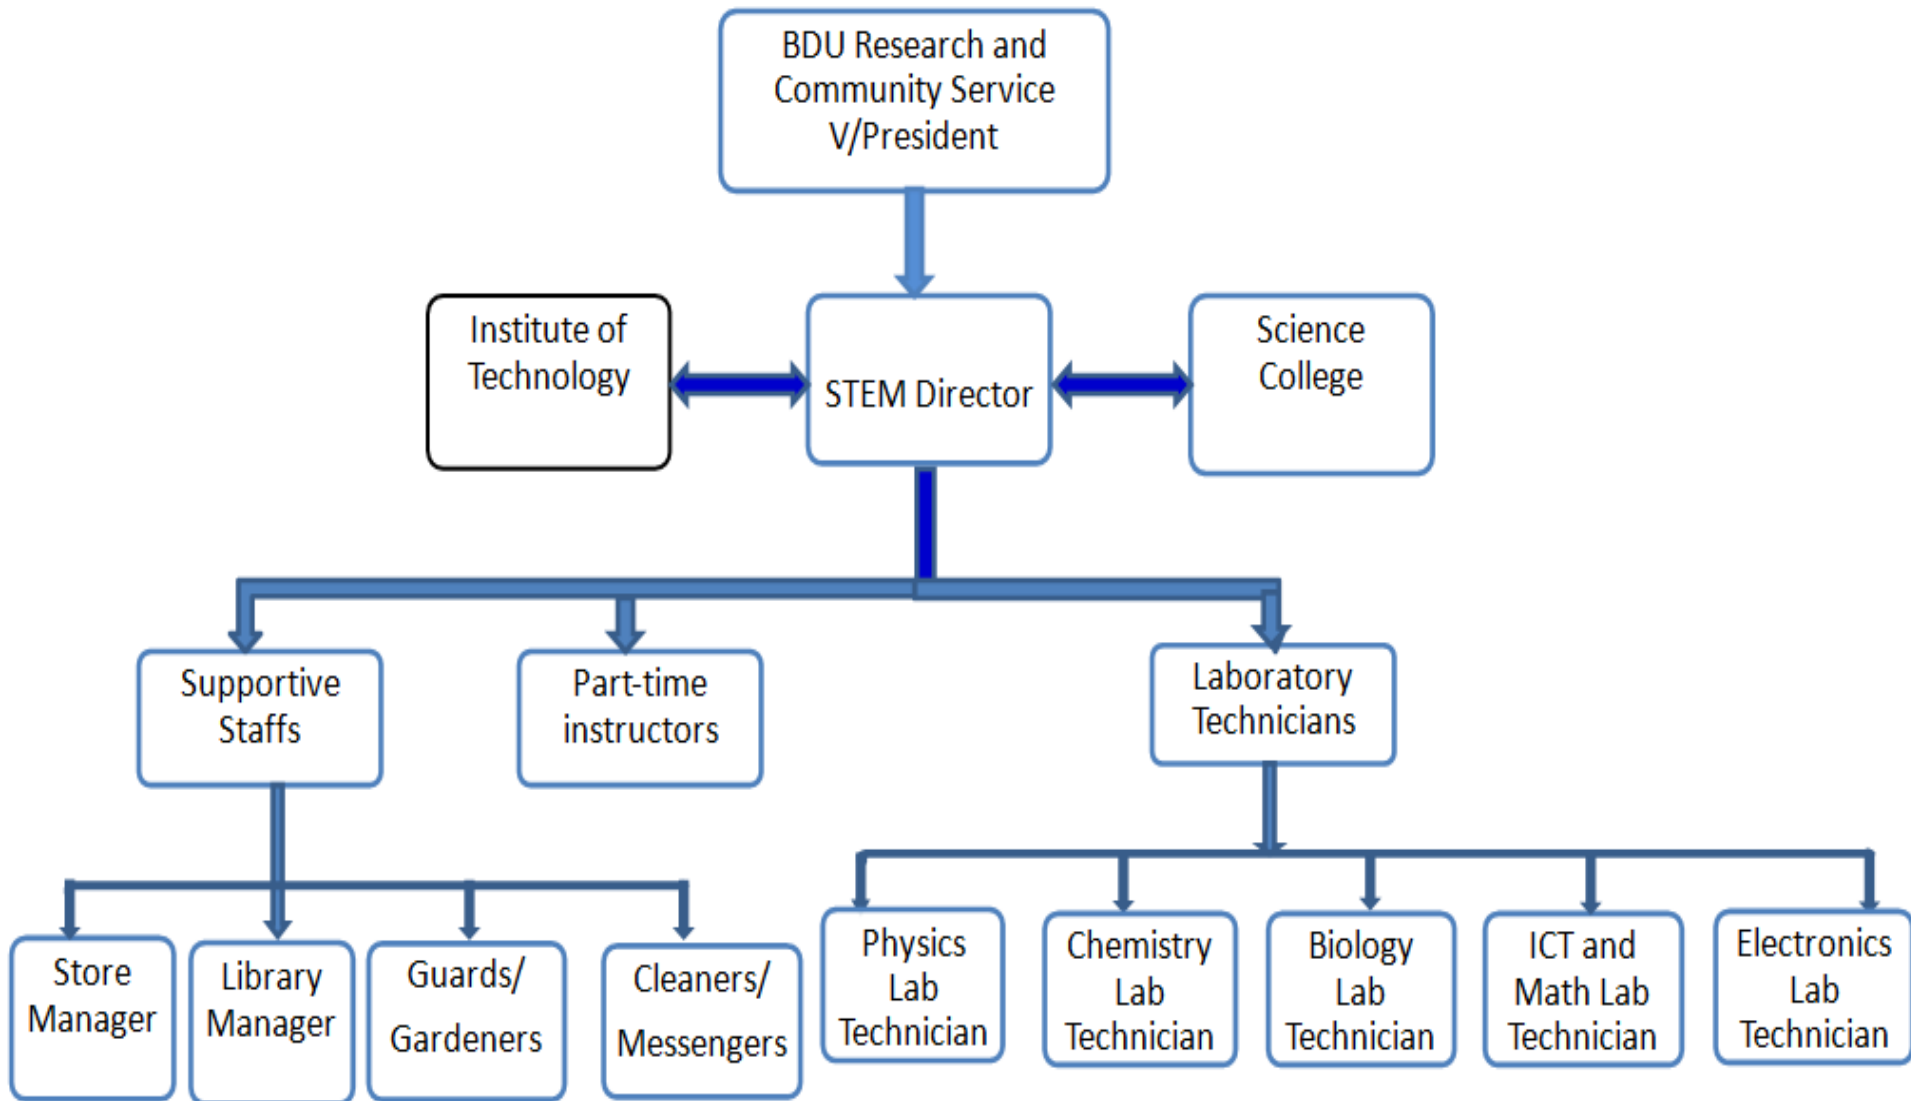 BDU Research and
Community Service
V/President
Institute of
Technology
STEM Director
Science
College
Supportive
Staffs
Part-time
instructors
Laboratory
Technicians
Store
Manager
Library
Manager
Guards/
Gardeners
Cleaners/
Messengers
Physics
Lab
Technician
Chemistry
Lab
Technician
Biology
Lab
Technician
ICT and
Math Lab
Technician
Electronics
Lab
Technician